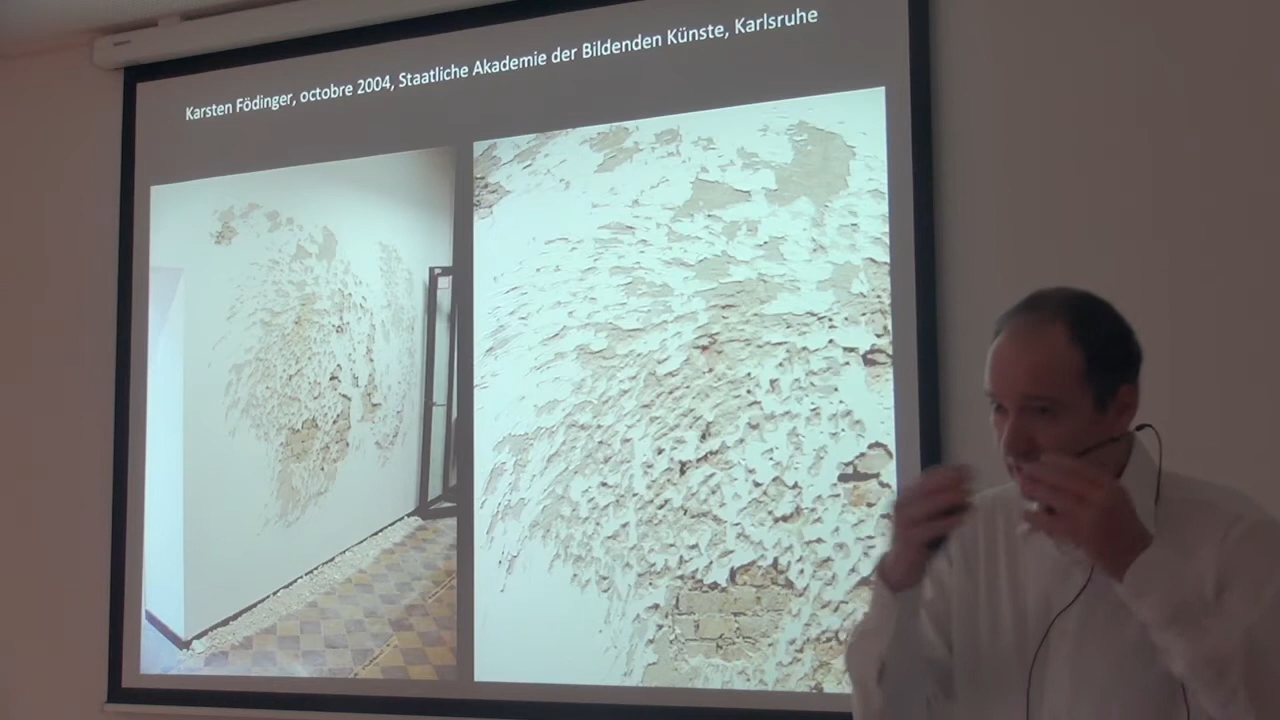 Karsten Födinger, octobre 2004, Staatliche Akademie der Bildenden Künste, Karlsruhe